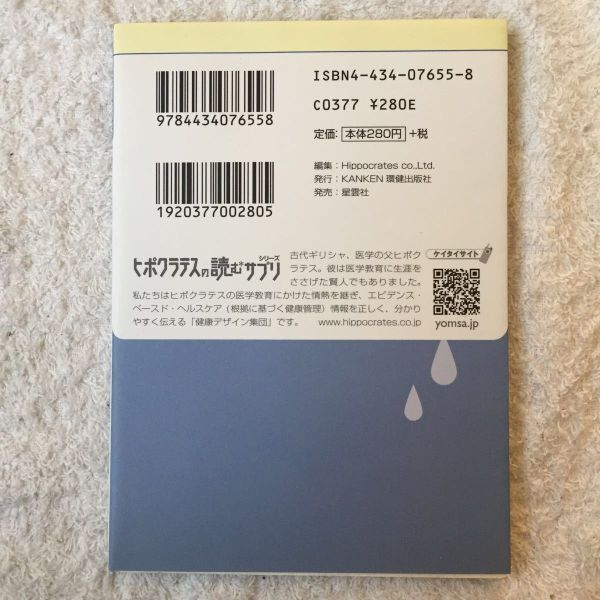 ISBN4-434-07655-8
C0377 ¥280E
9784434076558
定価: 本体280円 +税
編集:Hippocrates co.,Ltd.
発行:KANKEN 環健出版社
発売:星雲社
1920377002805
ヒポクラテスの読むサプリ
シリーズ
古代ギリシャ、医学の父ヒポク
ラテス。彼は医学教育に生涯を
ささげた賢人でもありました。
私たちはヒポクラテスの医学教育にかけた情熱を継ぎ、エビデンス・
ベースド・ヘルスケア(根拠に基づく健康管理)情報を正しく、分かり
やすく伝える「健康デザイン集団」です。
www.hippocrates.co.jp
ケイタイサイト
yomsa.jp